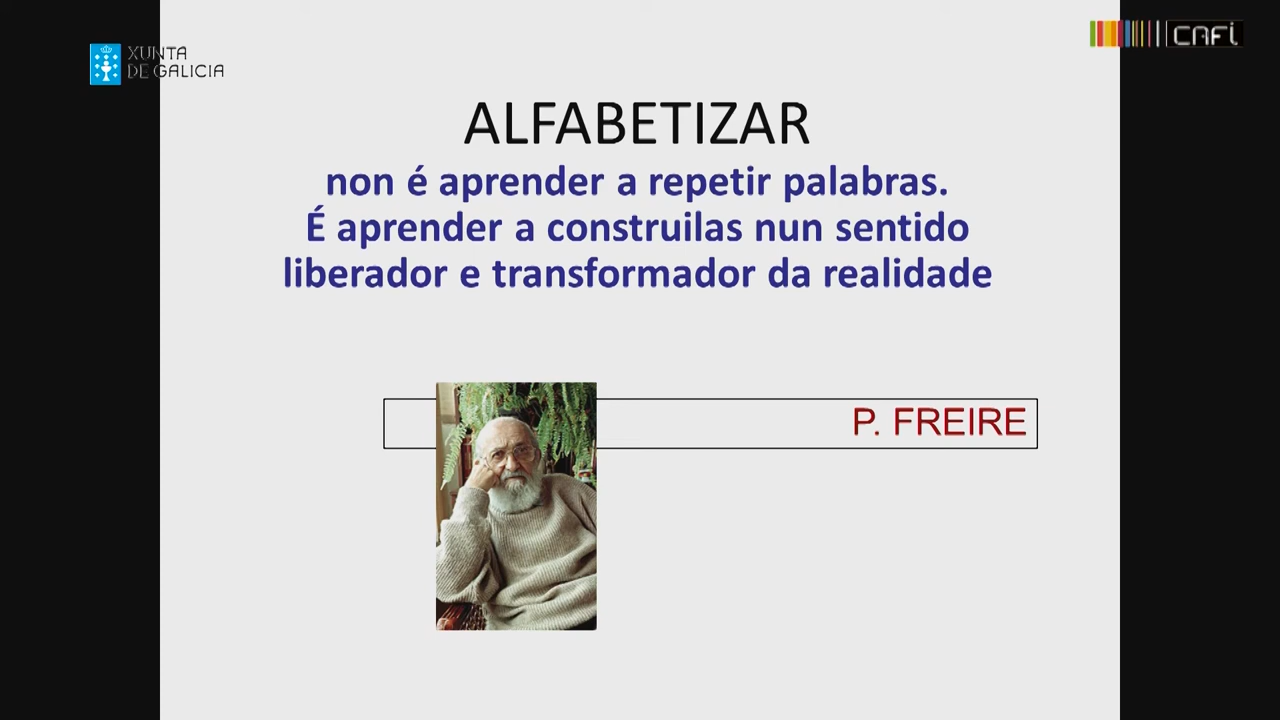 XUNTA
DE GALICIA
CAFi
ALFABETIZAR
non é aprender a repetir palabras.
É aprender a construilas nun sentido
liberador e transformador da realidade
P. FREIRE